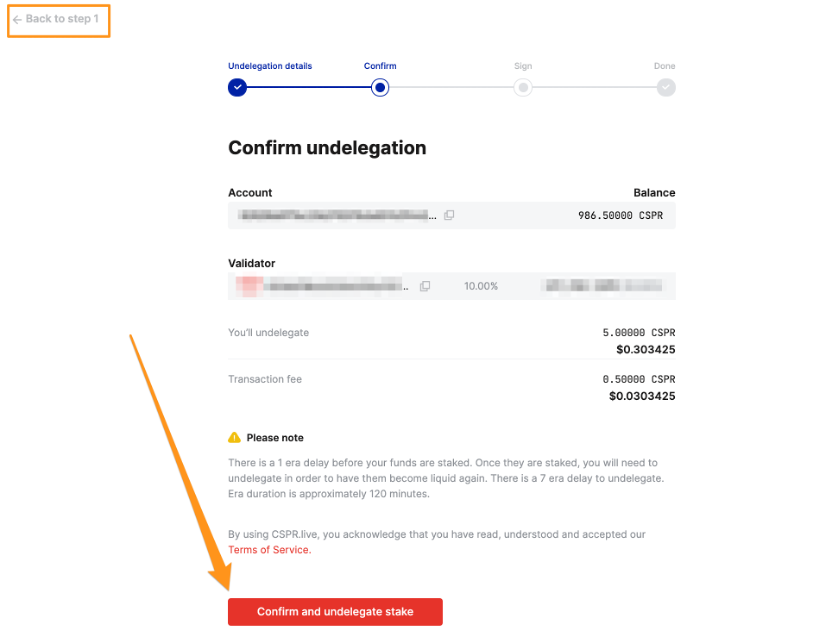 ← Back to step 1
Undelegation details Confirm Sign Done
Confirm undelegation
Account Balance
... 986.50000 CSPR
Validator
.. 10.00%
You'll undelegate 5.00000 CSPR
$0.303425
Transaction fee 0.50000 CSPR
$0.0303425
Please note
There is a 1 era delay before your funds are staked. Once they are staked, you will need to
undelegate in order to have them become liquid again. There is a 7 era delay to undelegate.
Era duration is approximately 120 minutes.
By using CSPR.live, you acknowledge that you have read, understood and accepted our
Terms of Service.
Confirm and undelegate stake